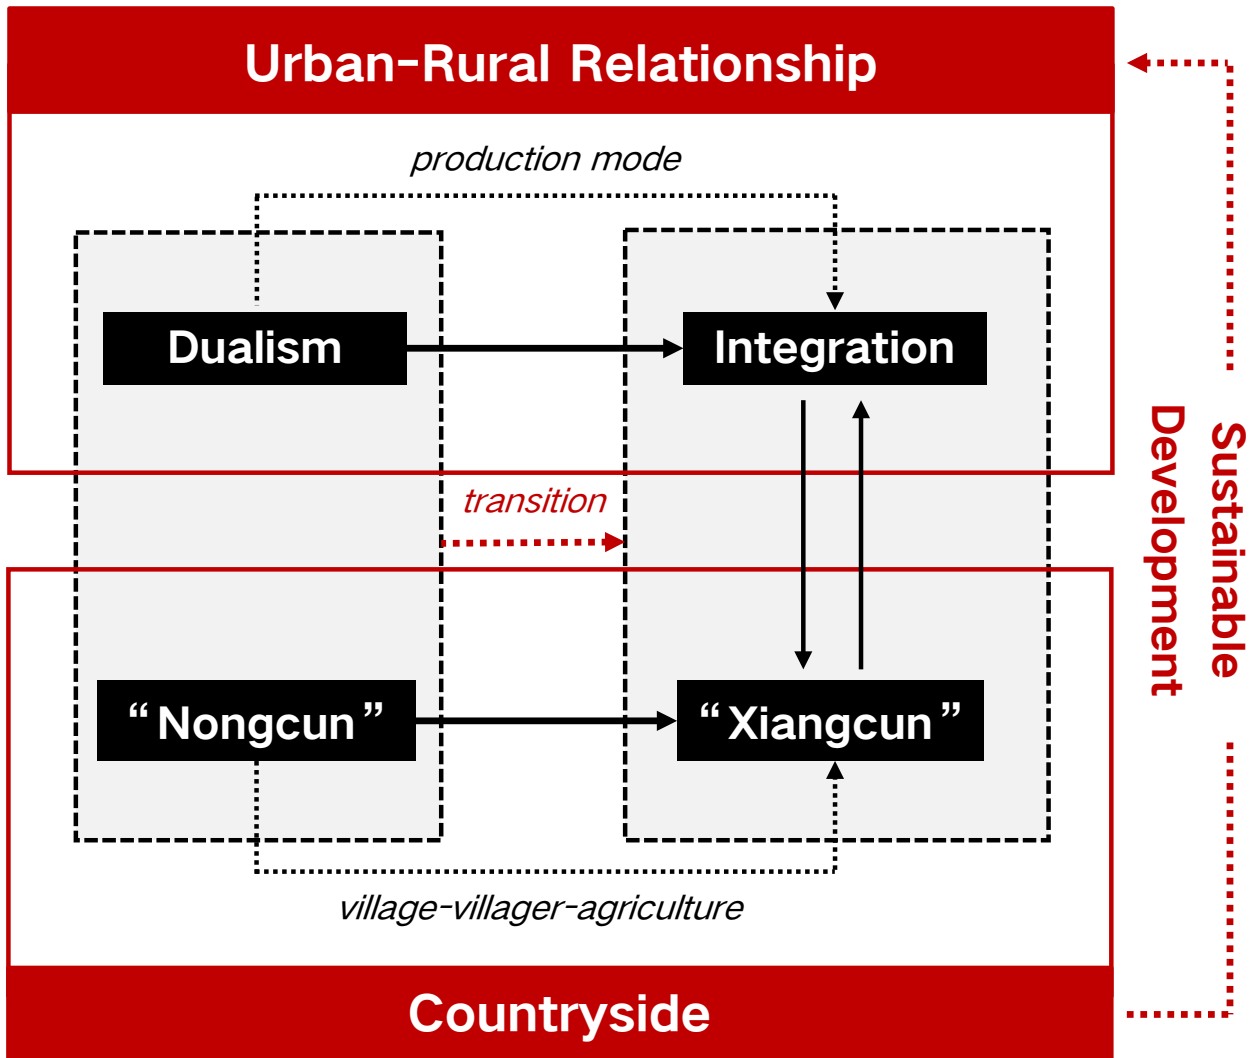 Urban-Rural Relationship
production mode
Dualism
Integration
transition
Sustainable
Development
“Nongcun”
“Xiangcun”
village-villager-agriculture
Countryside